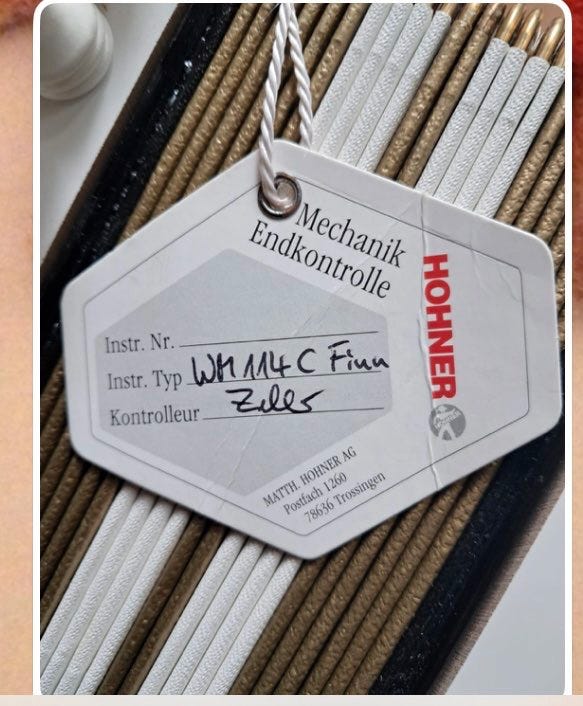 Mechanik
Endkontrolle
HOHNER
Instr. Nr.
Instr. Typ WM 114 C Finn
Kontrolleur
MATTH. HOHNER AG
Postfach 1260
78636 Trossingen